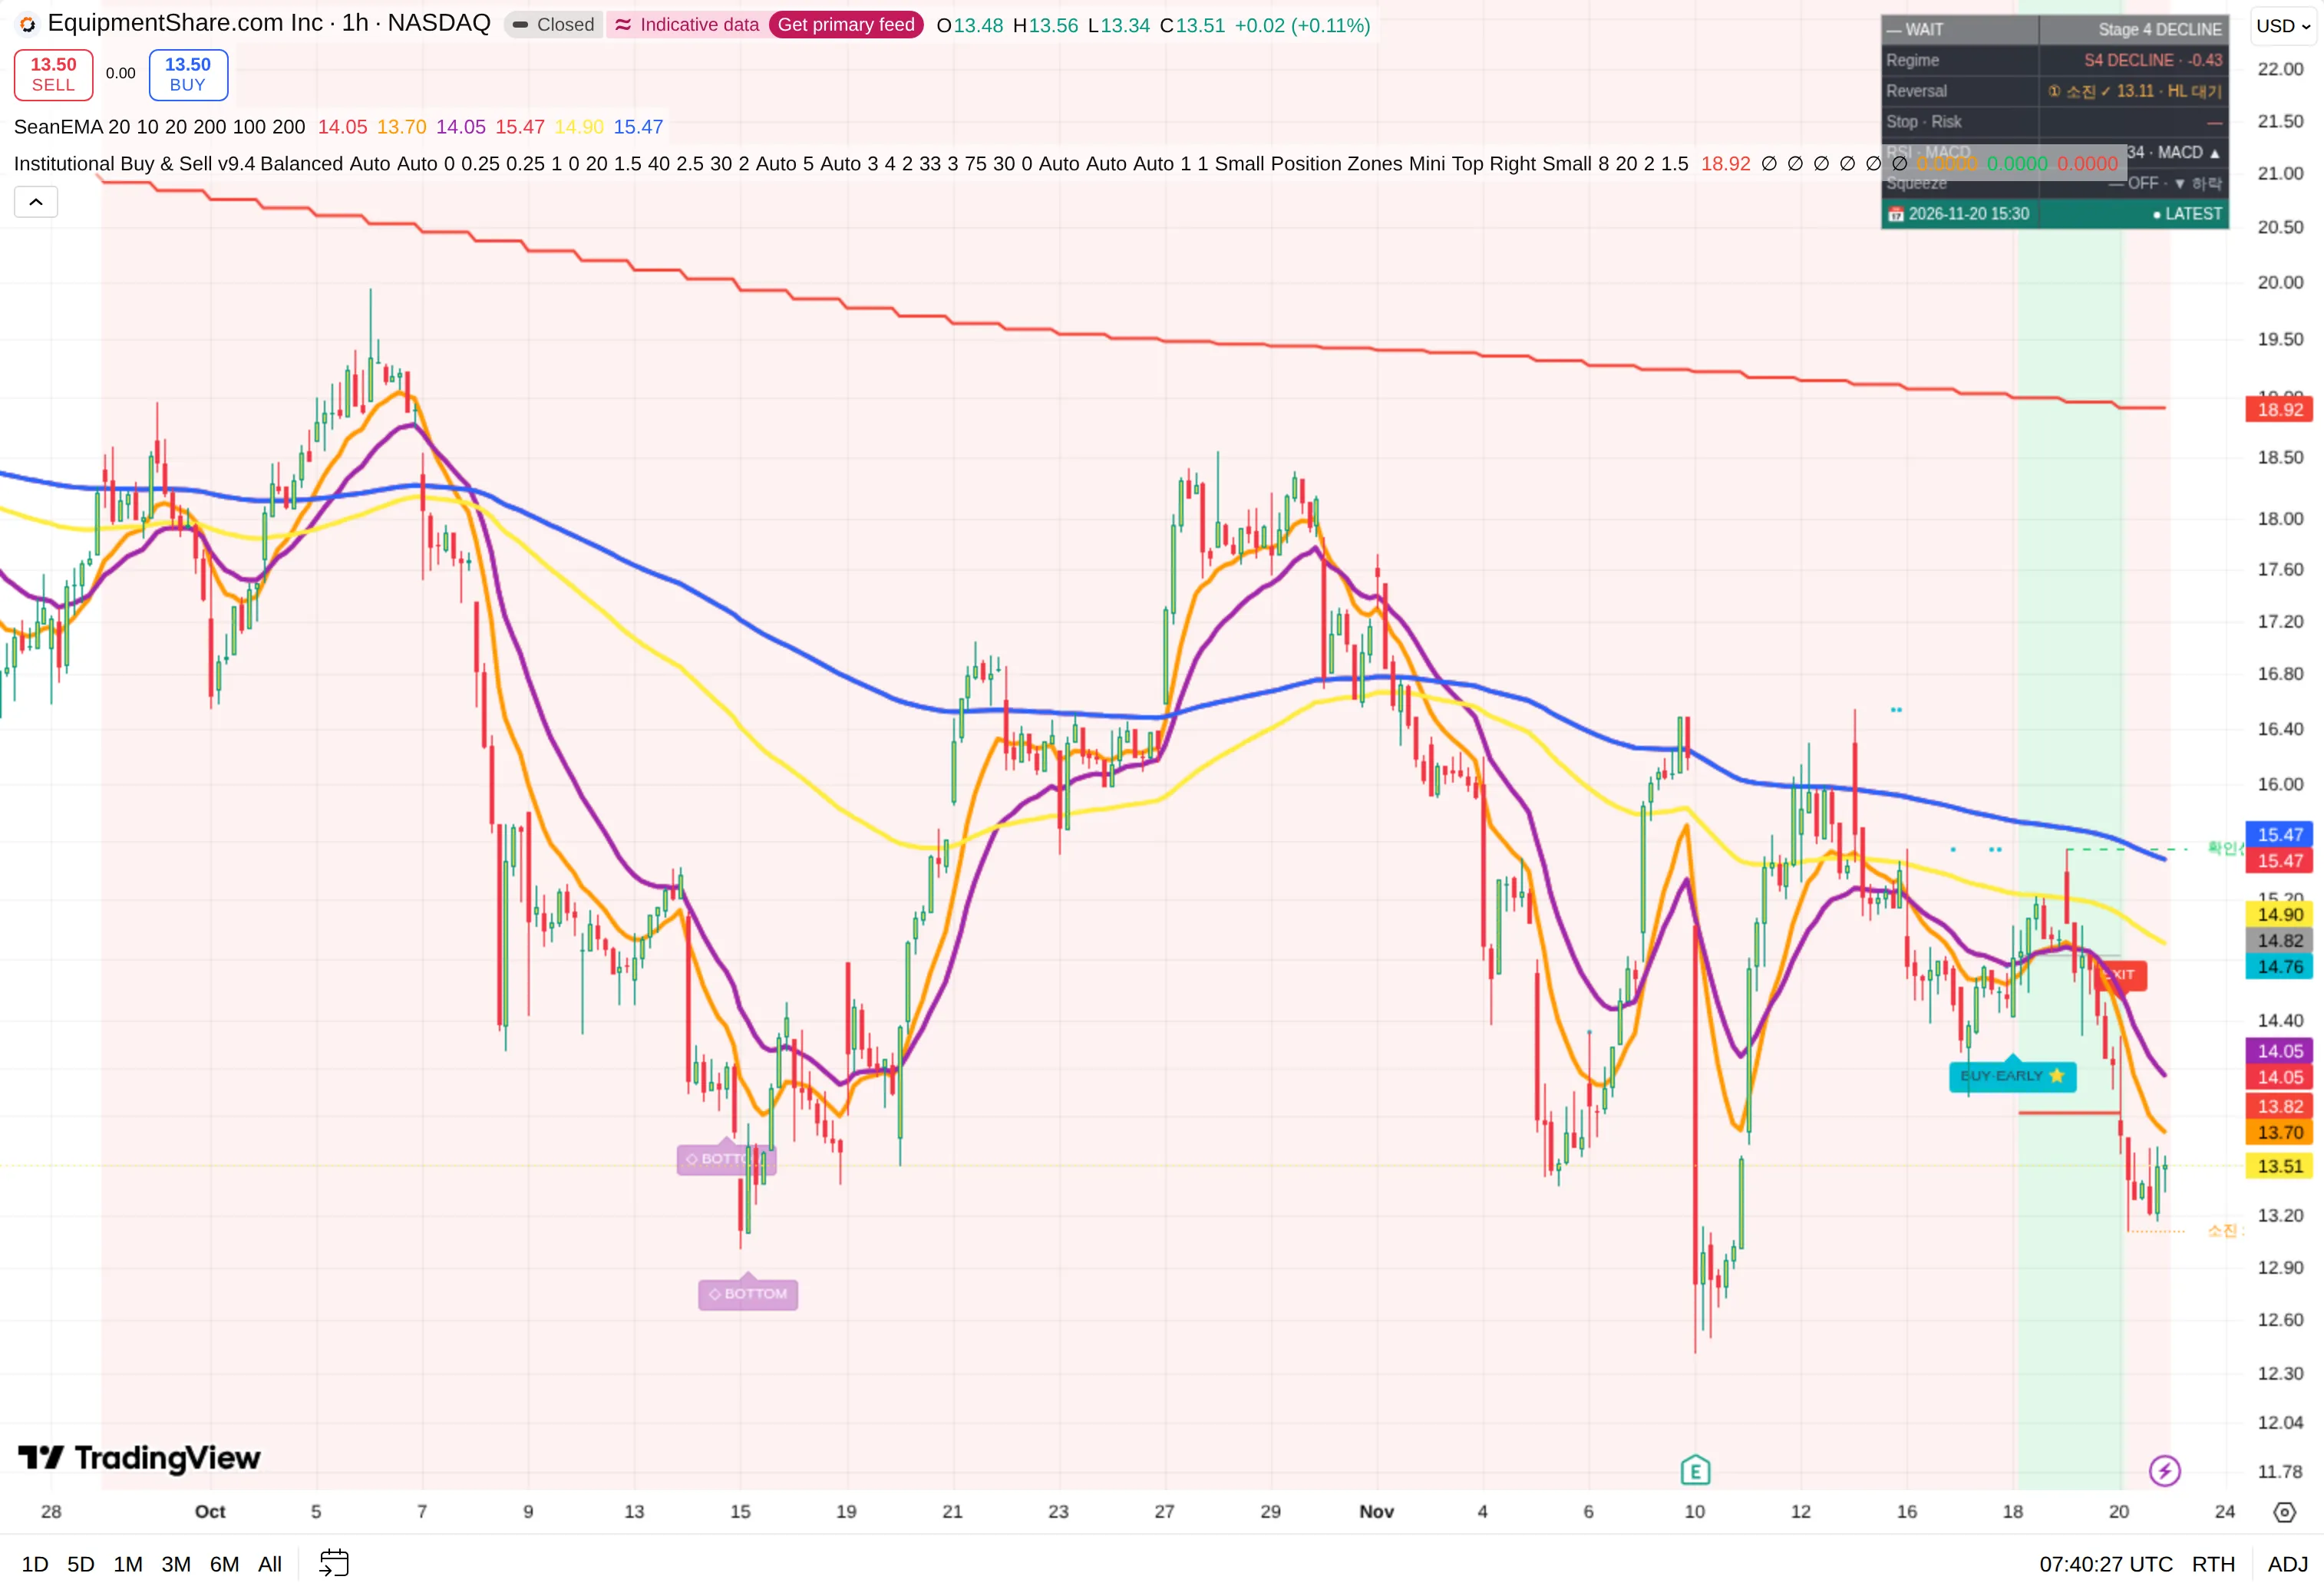 EquipmentShare.com Inc · 1h · NASDAQ Closed Indicative data Get primary feed O13.48 H13.56 L13.34 C13.51 +0.02 (+0.11%)
13.50 SELL 0.00 13.50 BUY
SeanEMA 20 10 20 200 100 200 14.05 13.70 14.05 15.47 14.90 15.47
Institutional Buy & Sell v9.4 Balanced Auto Auto 0 0.25 0.25 1 0 20 1.5 40 2.5 30 2 Auto 5 Auto 3 4 2 33 3 75 30 0 Auto Auto Auto 1 1 Small Position Zones Mini Top Right Small 8 20 2 1.5 18.92 ∅ ∅ ∅ ∅ ∅ ∅ 0.0000 0.0000 0.0000
— WAIT Stage 4 DECLINE
Regime S4 DECLINE · -0.43
Reversal ① 소진 ✓ 13.11 · HL 대기
Stop · Risk —
RSI · MACD 34 · MACD ▲
Squeeze — OFF · ▼ 하락
📅 2026-11-20 15:30 ● LATEST
USD
22.00
21.50
21.00
20.50
20.00
19.50
18.92
18.50
18.00
17.60
17.20
16.80
16.40
16.00
15.47
15.47
15.20
14.90
14.82
14.76
14.40
14.05
14.05
13.82
13.70
13.51
13.20
12.90
12.60
12.30
12.04
11.78
소진
BUY-EARLY ⭐
◇ BOTTOM
TradingView
E
28 Oct 5 7 9 13 15 19 21 23 27 29 Nov 4 6 10 12 16 18 20 24
1D 5D 1M 3M 6M All 07:40:27 UTC RTH ADJ